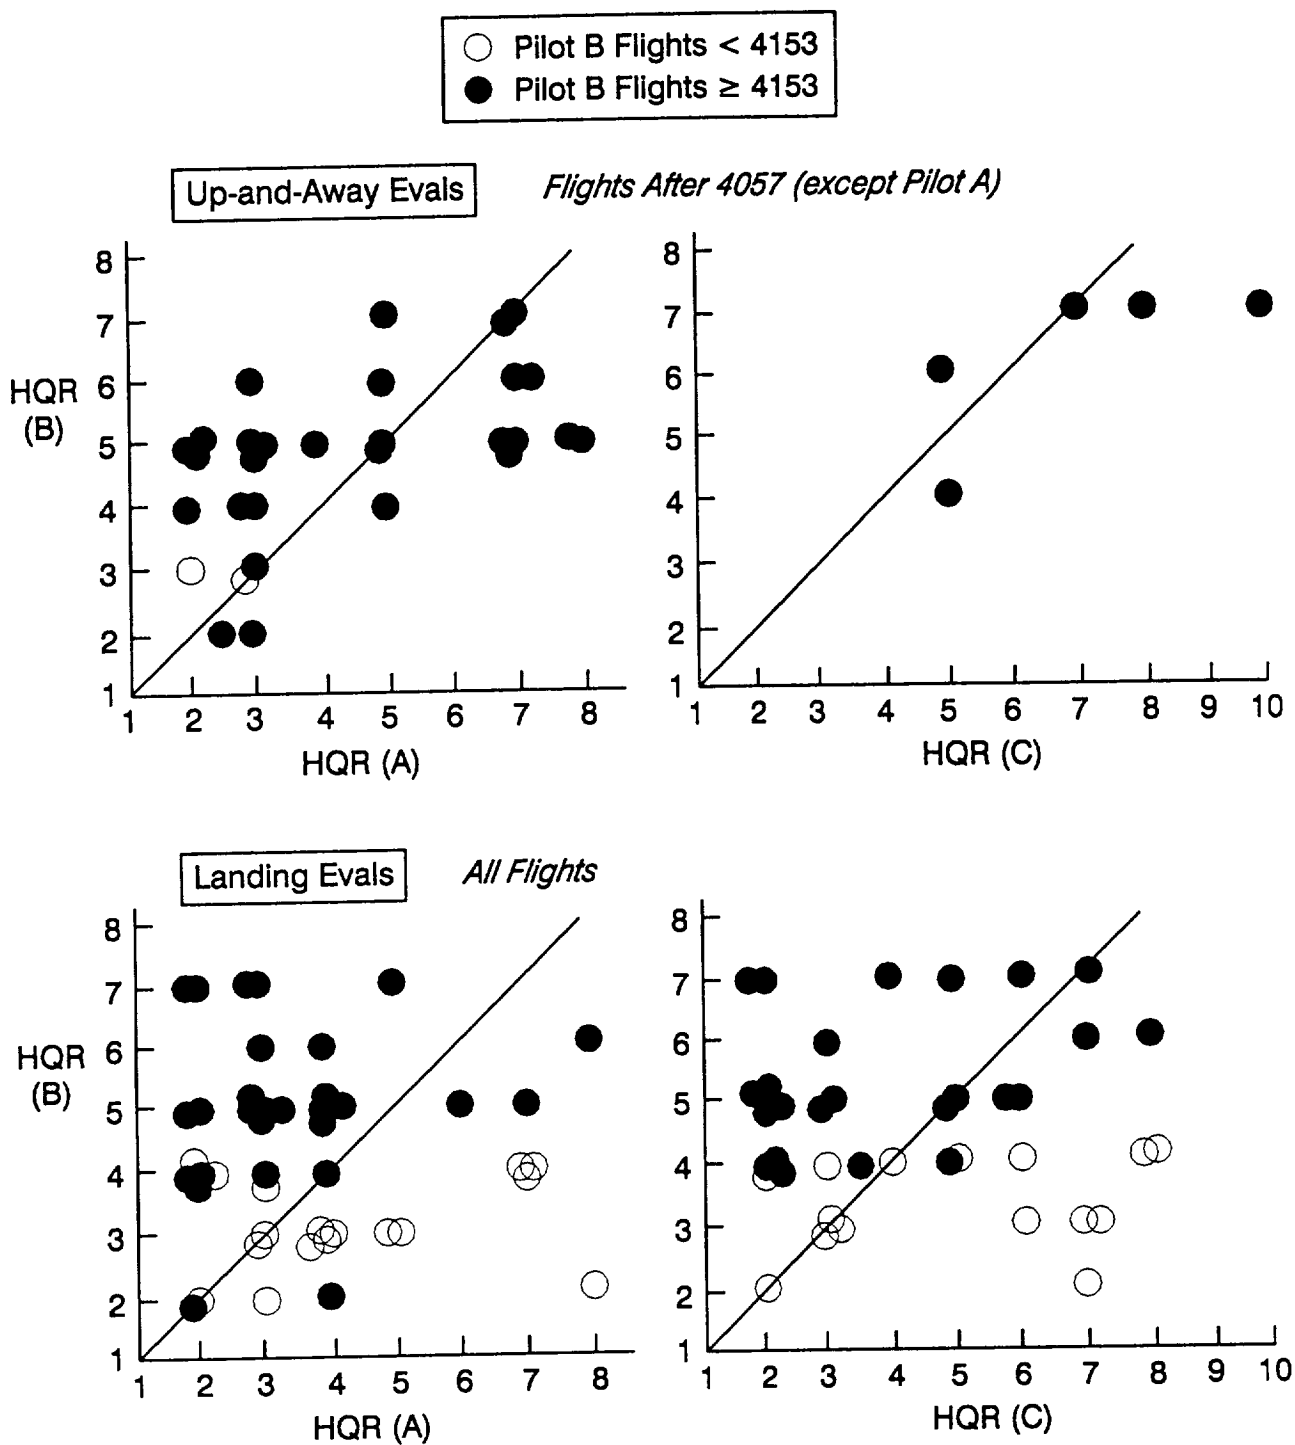 Pilot B Flights < 4153
Pilot B Flights ≥ 4153
Up-and-Away Evals
Flights After 4057 (except Pilot A)
8
7
6
5
4
3
2
1
HQR
(B)
1 2 3 4 5 6 7 8
HQR (A)
8
7
6
5
4
3
2
1
1 2 3 4 5 6 7 8 9 10
HQR (C)
Landing Evals
All Flights
8
7
6
5
4
3
2
1
HQR
(B)
1 2 3 4 5 6 7 8
HQR (A)
8
7
6
5
4
3
2
1
1 2 3 4 5 6 7 8 9 10
HQR (C)